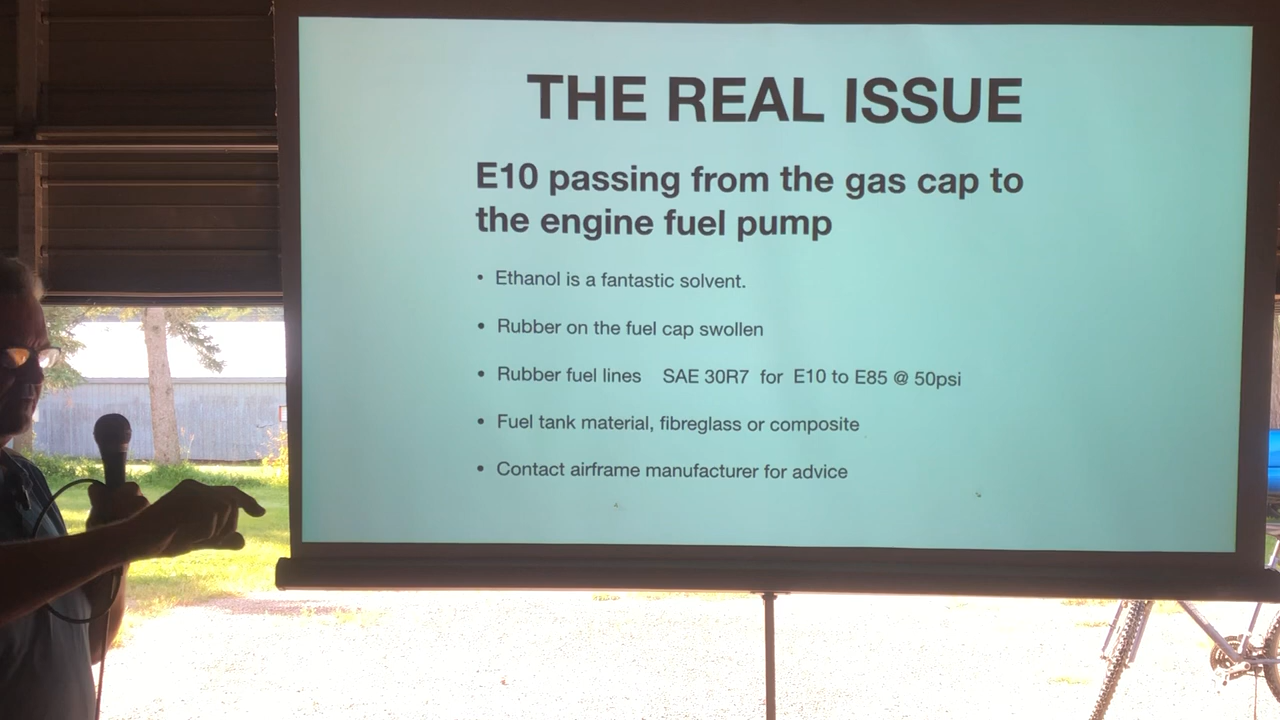 THE REAL ISSUE
E10 passing from the gas cap to
the engine fuel pump
• Ethanol is a fantastic solvent.
• Rubber on the fuel cap swollen
• Rubber fuel lines SAE 30R7 for E10 to E85 @ 50psi
• Fuel tank material, fibreglass or composite
• Contact airframe manufacturer for advice